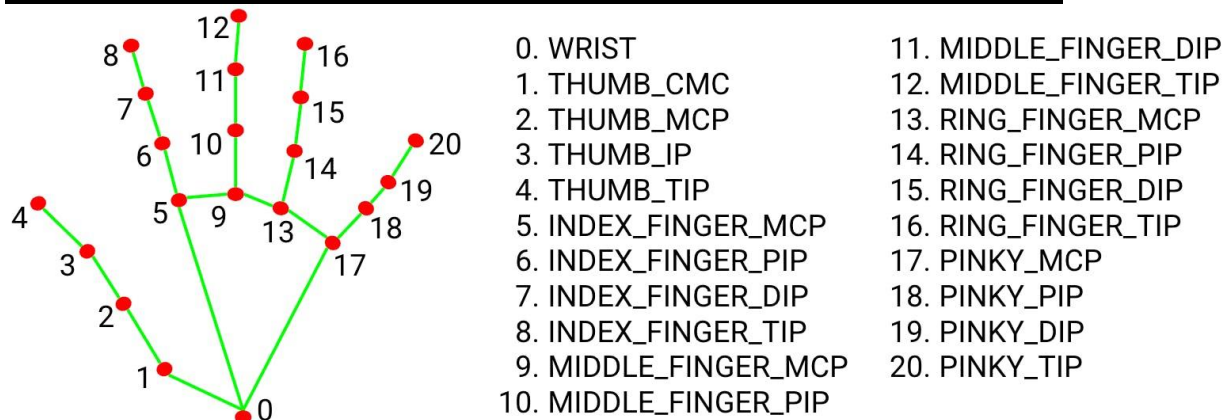 12
8
16
11
7
15
10
6
20
14
4
19
5
9
18
13
3
17
2
1
0
0. WRIST
1. THUMB_CMC
2. THUMB_MCP
3. THUMB_IP
4. THUMB_TIP
5. INDEX_FINGER_MCP
6. INDEX_FINGER_PIP
7. INDEX_FINGER_DIP
8. INDEX_FINGER_TIP
9. MIDDLE_FINGER_MCP
10. MIDDLE_FINGER_PIP
11. MIDDLE_FINGER_DIP
12. MIDDLE_FINGER_TIP
13. RING_FINGER_MCP
14. RING_FINGER_PIP
15. RING_FINGER_DIP
16. RING_FINGER_TIP
17. PINKY_MCP
18. PINKY_PIP
19. PINKY_DIP
20. PINKY_TIP